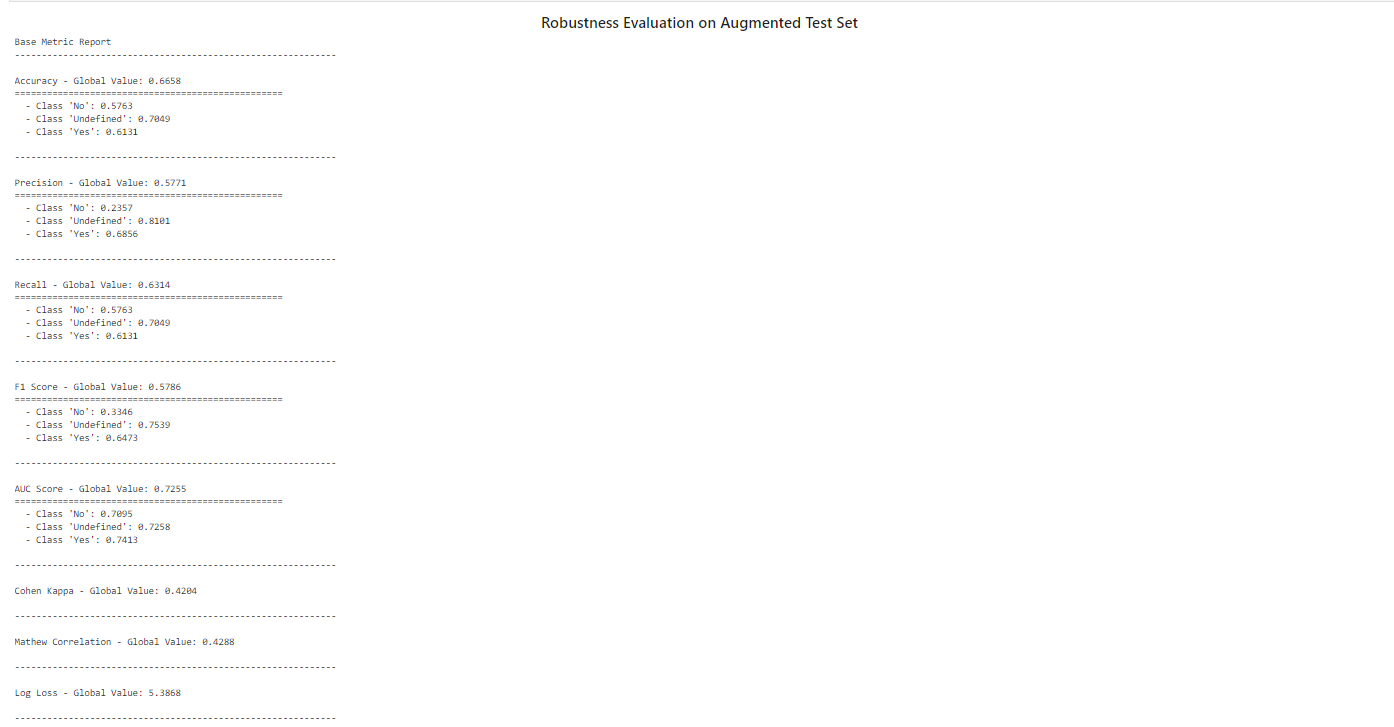 Robustness Evaluation on Augmented Test Set
Base Metric Report
------------------------------------------------------------
Accuracy - Global Value: 0.6658
==================================================
- Class 'No': 0.5763
- Class 'Undefined': 0.7049
- Class 'Yes': 0.6131
------------------------------------------------------------
Precision - Global Value: 0.5771
==================================================
- Class 'No': 0.2357
- Class 'Undefined': 0.8101
- Class 'Yes': 0.6856
------------------------------------------------------------
Recall - Global Value: 0.6314
==================================================
- Class 'No': 0.5763
- Class 'Undefined': 0.7049
- Class 'Yes': 0.6131
------------------------------------------------------------
F1 Score - Global Value: 0.5786
==================================================
- Class 'No': 0.3346
- Class 'Undefined': 0.7539
- Class 'Yes': 0.6473
------------------------------------------------------------
AUC Score - Global Value: 0.7255
==================================================
- Class 'No': 0.7095
- Class 'Undefined': 0.7258
- Class 'Yes': 0.7413
------------------------------------------------------------
Cohen Kappa - Global Value: 0.4204
------------------------------------------------------------
Mathew Correlation - Global Value: 0.4288
------------------------------------------------------------
Log Loss - Global Value: 5.3868
------------------------------------------------------------